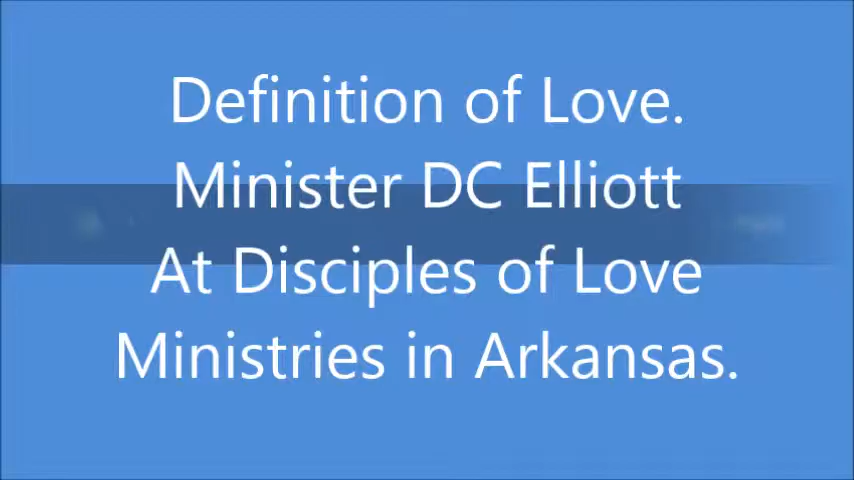 Definition of Love.
Minister DC Elliott
At Disciples of Love
Ministries in Arkansas.